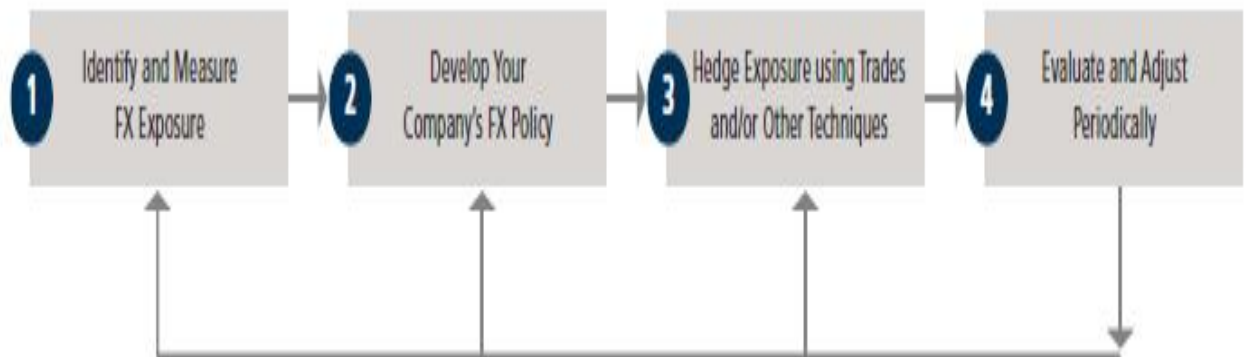 1
Identify and Measure
FX Exposure
2
Develop Your
Company's FX Policy
3
Hedge Exposure using Trades
and/or Other Techniques
4
Evaluate and Adjust
Periodically